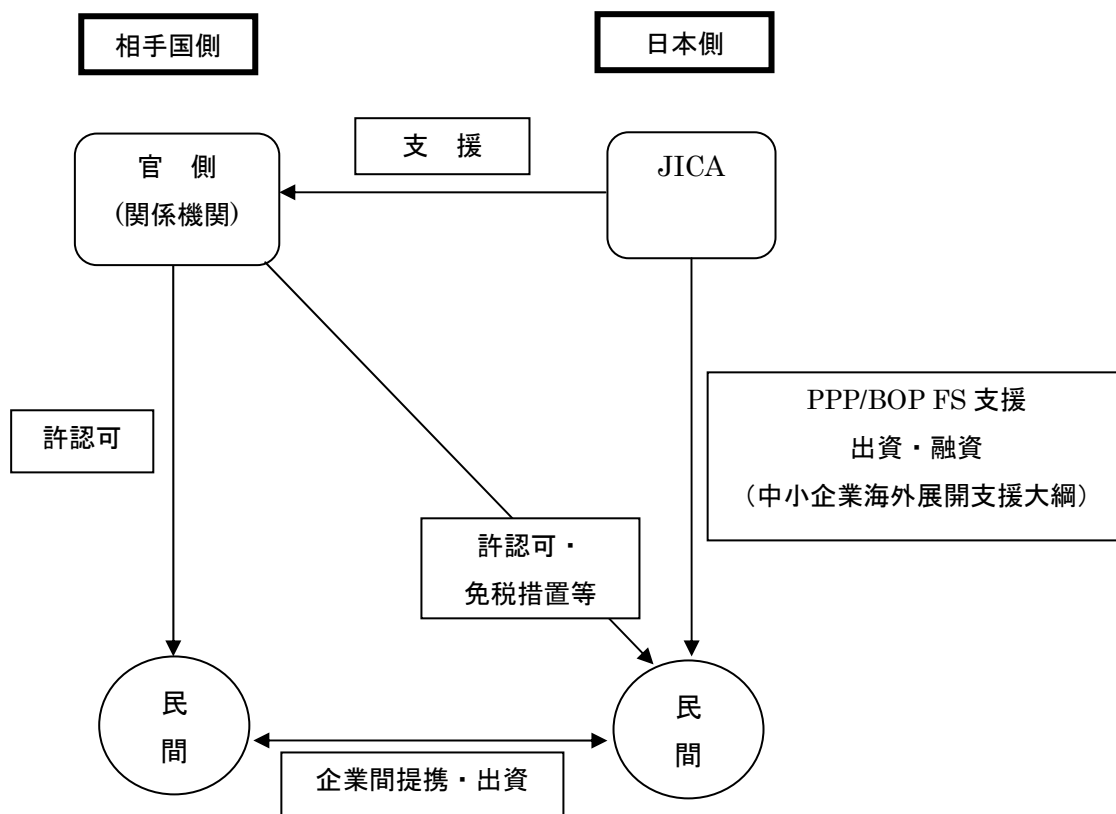 相手国側
日本側
支　援
官　側
(関係機関)
JICA
許認可
PPP/BOP FS 支援
出資・融資
（中小企業海外展開支援大綱）
許認可・
免税措置等
民
間
民
間
企業間提携・出資